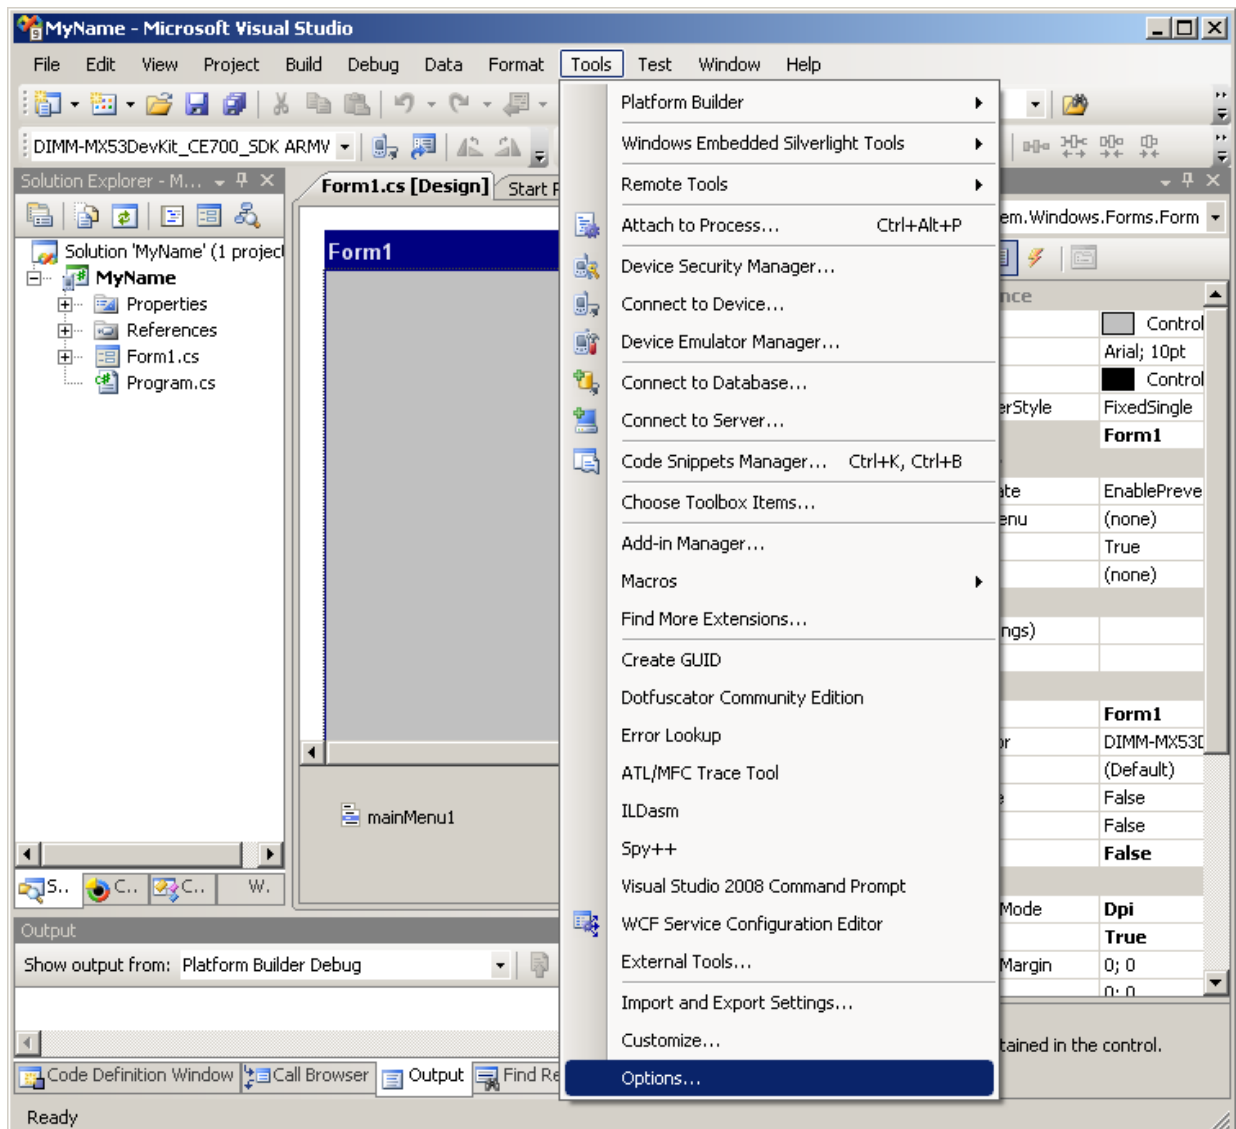 MyName - Microsoft Visual Studio
File Edit View Project Build Debug Data Format Tools Test Window Help
DIMM-MX53DevKit_CE700_SDK ARMV
Solution Explorer - M...
Form1.cs [Design] Start
Solution 'MyName' (1 project
MyName
Properties
References
Form1.cs
Program.cs
S.. C.. C.. W.
Form1
mainMenu1
Platform Builder
Windows Embedded Silverlight Tools
Remote Tools
Attach to Process... Ctrl+Alt+P
Device Security Manager...
Connect to Device...
Device Emulator Manager...
Connect to Database...
Connect to Server...
Code Snippets Manager... Ctrl+K, Ctrl+B
Choose Toolbox Items...
Add-in Manager...
Macros
Find More Extensions...
Create GUID
Dotfuscator Community Edition
Error Lookup
ATL/MFC Trace Tool
ILDasm
Spy++
Visual Studio 2008 Command Prompt
WCF Service Configuration Editor
External Tools...
Import and Export Settings...
Customize...
Options...
em.Windows.Forms.Form
nce
Control
Arial; 10pt
Control
erStyle FixedSingle
Form1
ate EnablePreve
enu (none)
True
(none)
ngs)
Form1
or DIMM-MX53D
(Default)
e False
False
False
Mode Dpi
True
Margin 0; 0
0; 0
tained in the control.
Output
Show output from: Platform Builder Debug
Code Definition Window Call Browser Output Find Re
Ready